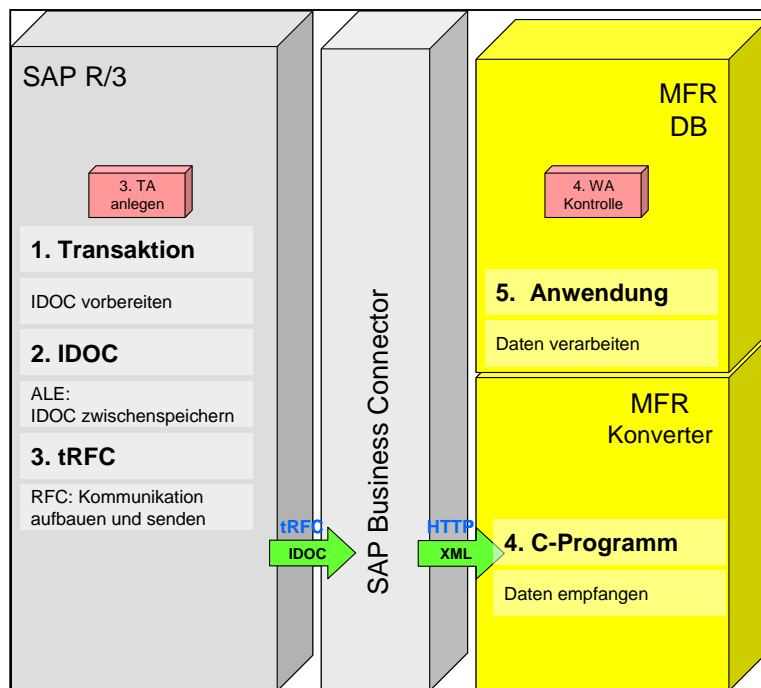 SAP R/3
3. TA
anlegen
1. Transaktion
IDOC vorbereiten
2. IDOC
ALE:
IDOC zwischenspeichern
3. tRFC
RFC: Kommunikation
aufbauen und senden
tRFC
IDOC
SAP Business Connector
HTTP
XML
MFR
DB
4. WA
Kontrolle
5. Anwendung
Daten verarbeiten
MFR
Konverter
4. C-Programm
Daten empfangen